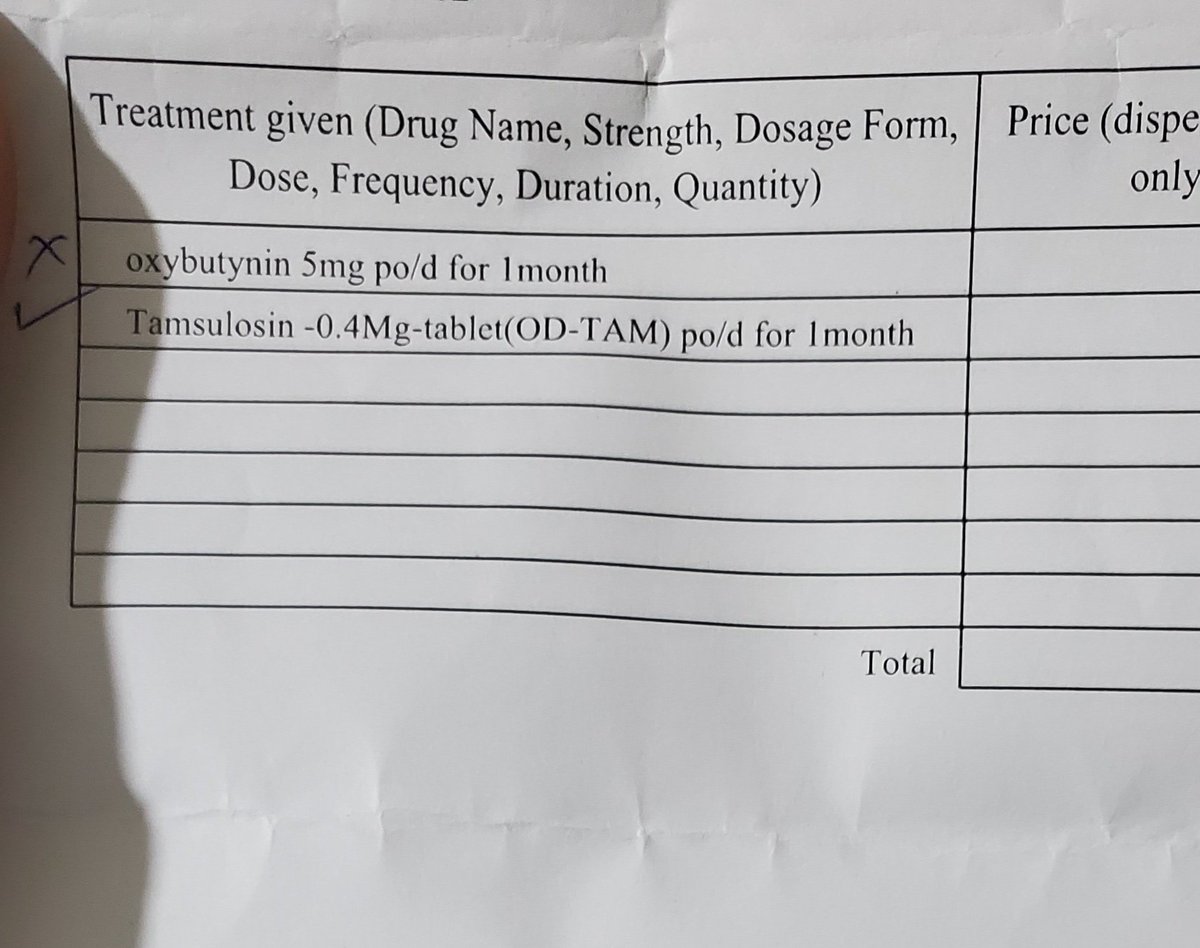 Treatment given (Drug Name, Strength, Dosage Form,
Dose, Frequency, Duration, Quantity)
Price (dispe
only
x
oxybutynin 5mg po/d for 1month
✓
Tamsulosin -0.4Mg-tablet(OD-TAM) po/d for 1month
Total